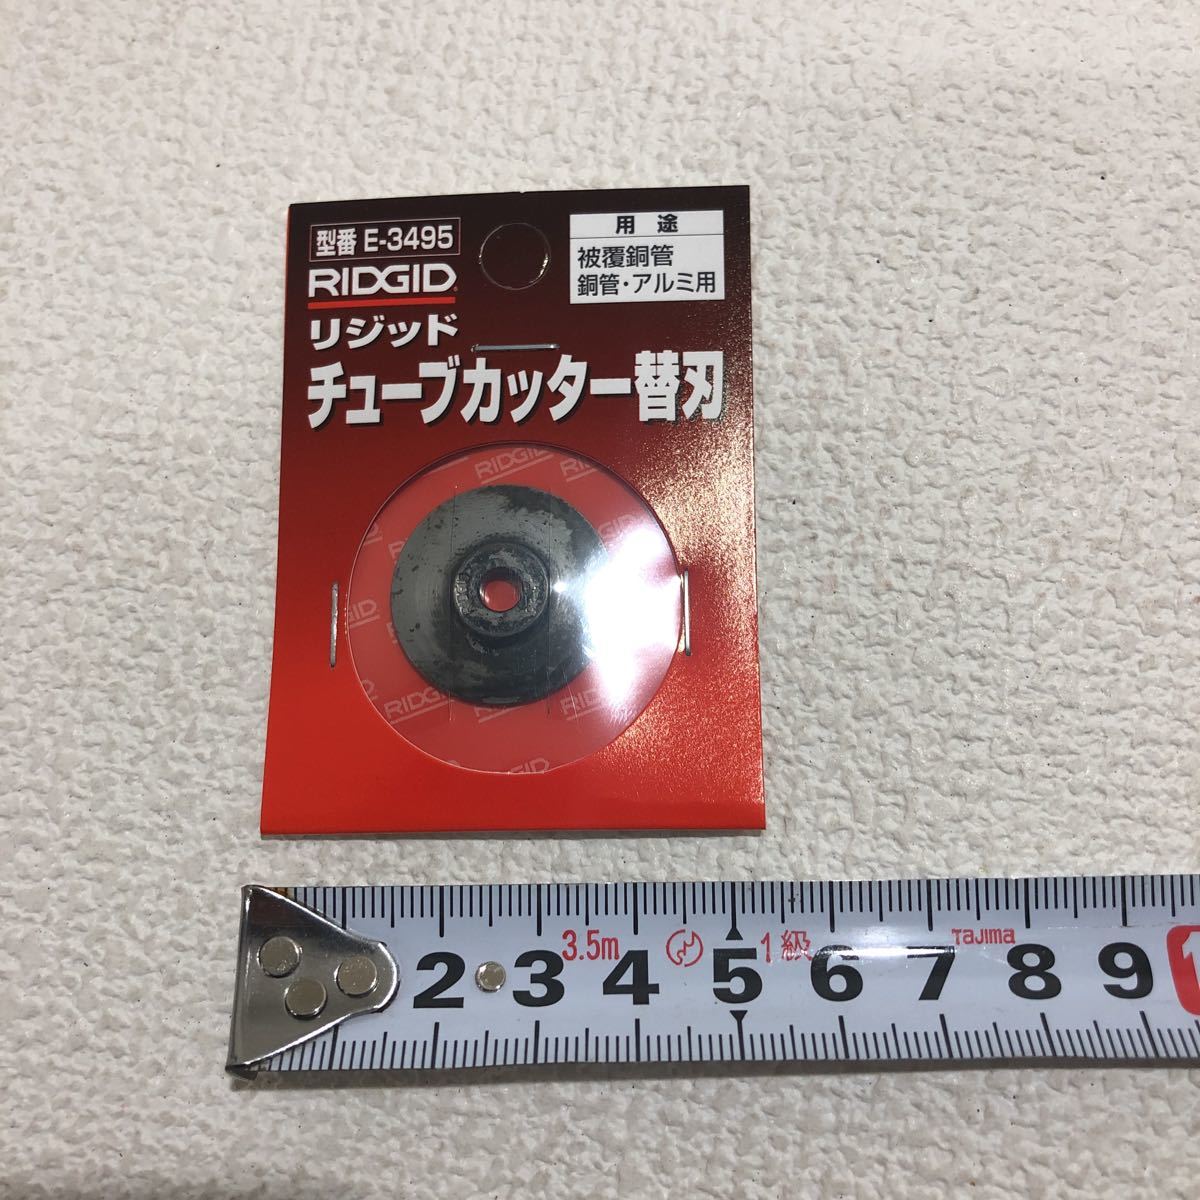 型番 E-3495
RIDGID
リジッド
チューブカッター替刃
用途
被覆銅管
銅管・アルミ用
RIDGID
RIDGID
RIDGID
3.5m 1級 Tajima
2 3 4 5 6 7 8 9